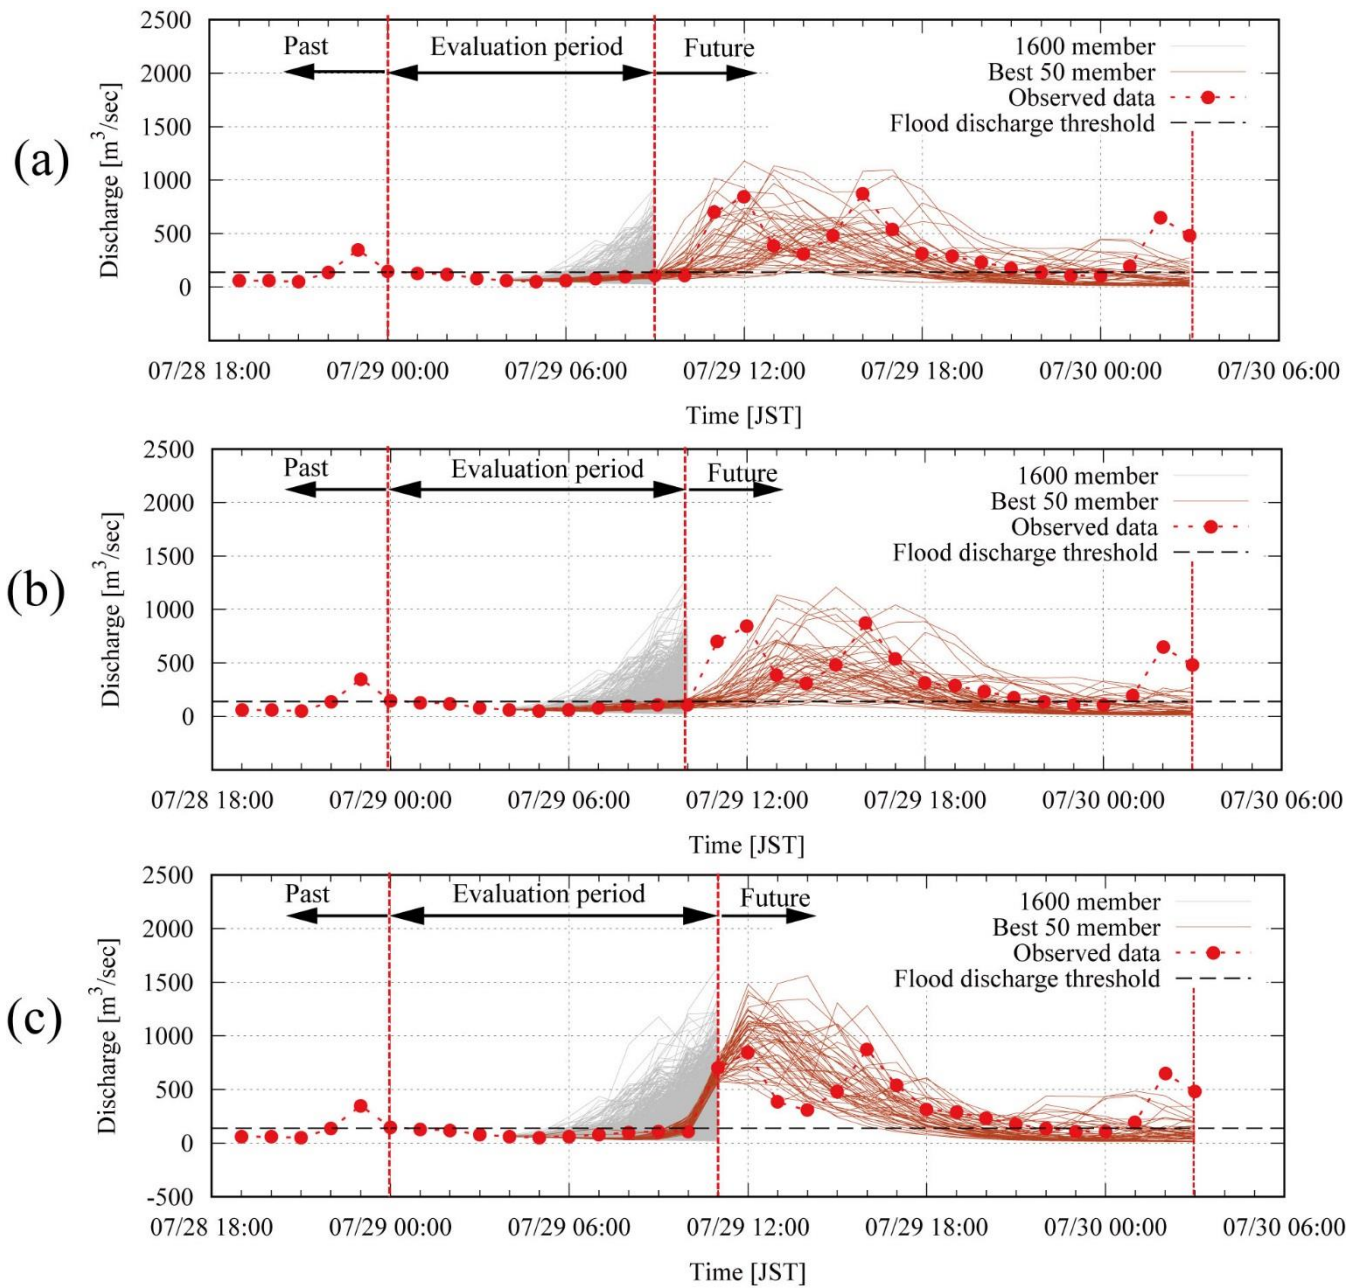 (a)
Discharge [m³/sec]
2500
2000
1500
1000
500
0
Past
Evaluation period
Future
1600 member
Best 50 member
Observed data
Flood discharge threshold
07/28 18:00
07/29 00:00
07/29 06:00
07/29 12:00
07/29 18:00
07/30 00:00
07/30 06:00
Time [JST]
(b)
Discharge [m³/sec]
2500
2000
1500
1000
500
0
Past
Evaluation period
Future
1600 member
Best 50 member
Observed data
Flood discharge threshold
07/28 18:00
07/29 00:00
07/29 06:00
07/29 12:00
07/29 18:00
07/30 00:00
07/30 06:00
Time [JST]
(c)
Discharge [m³/sec]
2500
2000
1500
1000
500
0
-500
Past
Evaluation period
Future
1600 member
Best 50 member
Observed data
Flood discharge threshold
07/28 18:00
07/29 00:00
07/29 06:00
07/29 12:00
07/29 18:00
07/30 00:00
07/30 06:00
Time [JST]